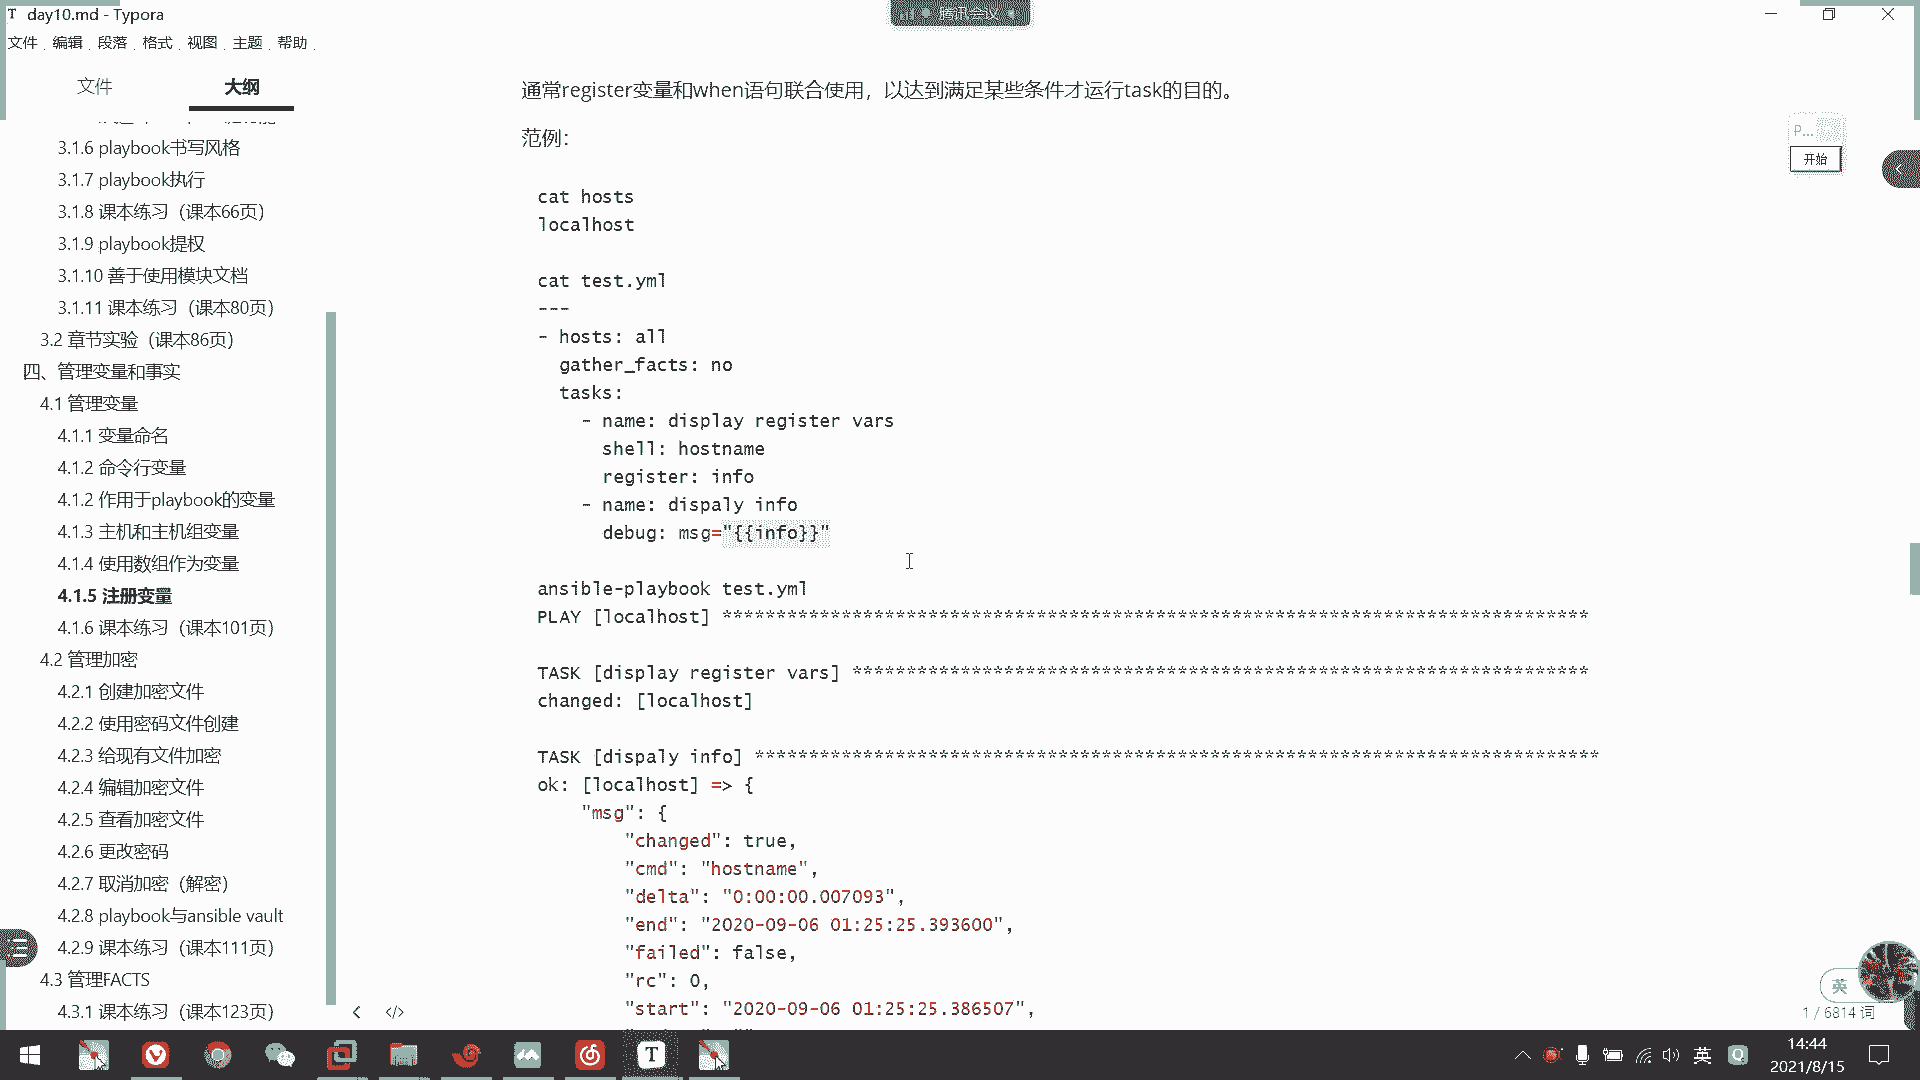 day10.md - Typora
腾讯会议
文件 编辑 段落 格式 视图 主题 帮助
文件
大纲
3.1.6 playbook书写风格
3.1.7 playbook执行
3.1.8 课本练习（课本66页）
3.1.9 playbook提权
3.1.10 善于使用模块文档
3.1.11 课本练习（课本80页）
3.2 章节实验（课本86页）
四、管理变量和事实
4.1 管理变量
4.1.1 变量命名
4.1.2 命令行变量
4.1.2 作用于playbook的变量
4.1.3 主机和主机组变量
4.1.4 使用数组作为变量
4.1.5 注册变量
4.1.6 课本练习（课本101页）
4.2 管理加密
4.2.1 创建加密文件
4.2.2 使用密码文件创建
4.2.3 给现有文件加密
4.2.4 编辑加密文件
4.2.5 查看加密文件
4.2.6 更改密码
4.2.7 取消加密（解密）
4.2.8 playbook与ansible vault
4.2.9 课本练习（课本111页）
4.3 管理FACTS
4.3.1 课本练习（课本123页）
通常register变量和when语句联合使用，以达到满足某些条件才运行task的目的。
范例：
cat hosts
localhost
cat test.yml
---
- hosts: all
gather_facts: no
tasks:
- name: display register vars
shell: hostname
register: info
- name: dispaly info
debug: msg="{{info}}"
ansible-playbook test.yml
PLAY [localhost] ********************************************************************************
TASK [display register vars] ********************************************************************
changed: [localhost]
TASK [dispaly info] ******************************************************************************
ok: [localhost] => {
"msg": {
"changed": true,
"cmd": "hostname",
"delta": "0:00:00.007093",
"end": "2020-09-06 01:25:25.393600",
"failed": false,
"rc": 0,
"start": "2020-09-06 01:25:25.386507",
P...
开始
英
1 / 6814 词
英
14:44
2021/8/15